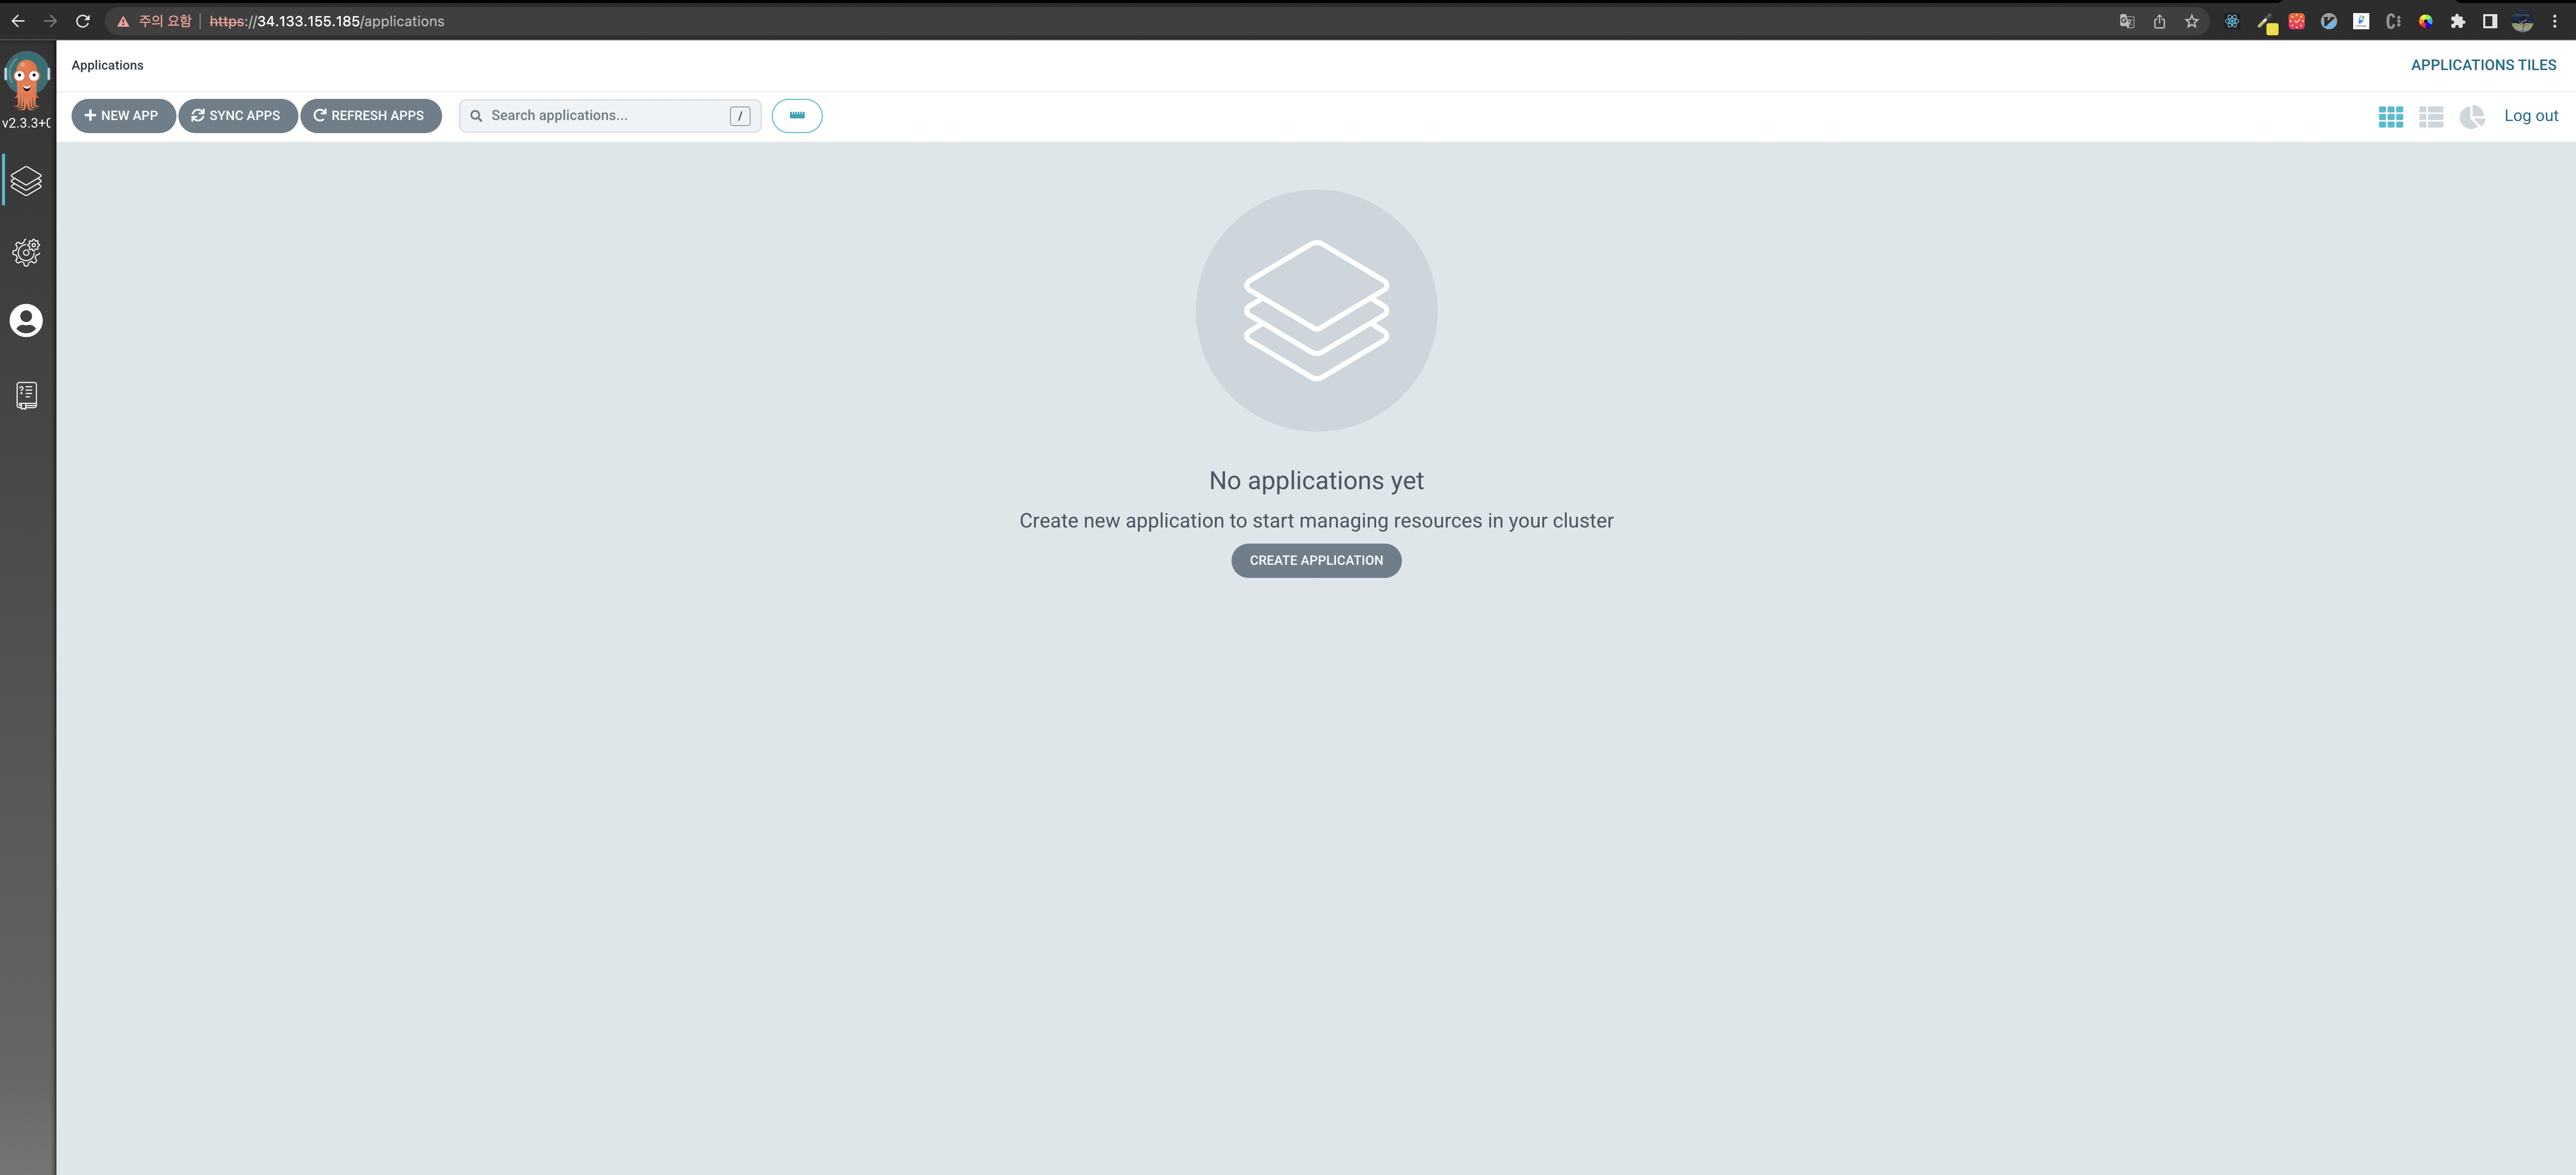 주의 요함 https://34.133.155.185/applications
Applications
APPLICATIONS TILES
v2.3.3+
NEW APP
SYNC APPS
REFRESH APPS
Search applications...
/
Log out
No applications yet
Create new application to start managing resources in your cluster
CREATE APPLICATION